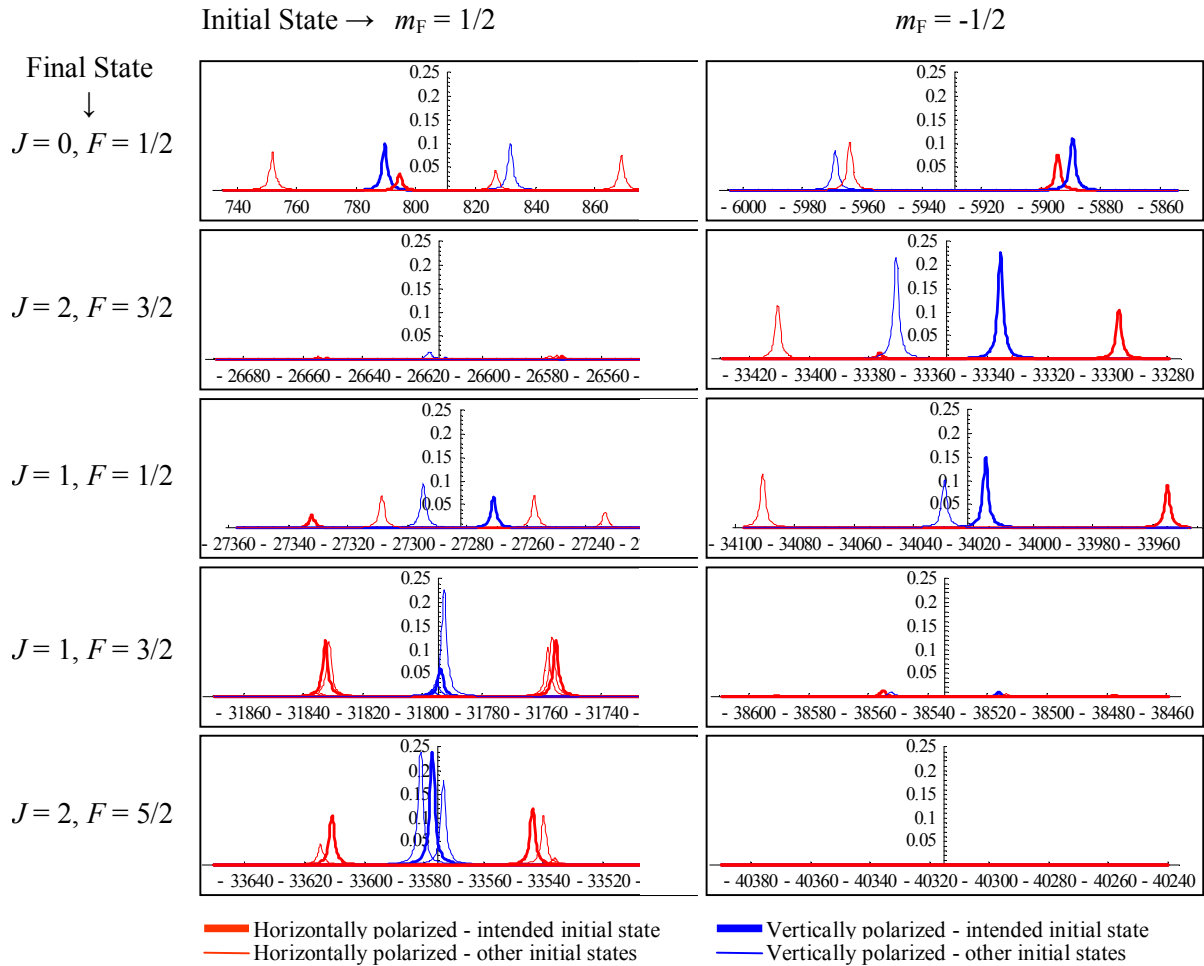 Initial State → m_F = 1/2
m_F = -1/2
Final State
↓
J = 0, F = 1/2
0.25
0.2
0.15
0.1
0.05
740 760 780 800 820 840 860
0.25
0.2
0.15
0.1
0.05
- 6000 - 5980 - 5960 - 5940 - 5920 - 5900 - 5880 - 5860
J = 2, F = 3/2
0.25
0.2
0.15
0.1
0.05
- 26680 - 26660 - 26640 - 26620 - 26600 - 26580 - 26560
0.25
0.2
0.15
0.1
0.05
- 33420 - 33400 - 33380 - 33360 - 33340 - 33320 - 33300 - 33280
J = 1, F = 1/2
0.25
0.2
0.15
0.1
0.05
- 27360 - 27340 - 27320 - 27300 - 27280 - 27260 - 27240 - 2
0.25
0.2
0.15
0.1
0.05
- 34100 - 34080 - 34060 - 34040 - 34020 - 34000 - 33980 - 33960
J = 1, F = 3/2
0.25
0.2
0.15
0.1
0.05
- 31860 - 31840 - 31820 - 31800 - 31780 - 31760 - 31740
0.25
0.2
0.15
0.1
0.05
- 38600 - 38580 - 38560 - 38540 - 38520 - 38500 - 38480 - 38460
J = 2, F = 5/2
0.25
0.2
0.15
0.1
0.05
- 33640 - 33620 - 33600 - 33580 - 33560 - 33540 - 33520
0.25
0.2
0.15
0.1
0.05
- 40380 - 40360 - 40340 - 40320 - 40300 - 40280 - 40260 - 40240
Horizontally polarized - intended initial state
Vertically polarized - intended initial state
Horizontally polarized - other initial states
Vertically polarized - other initial states